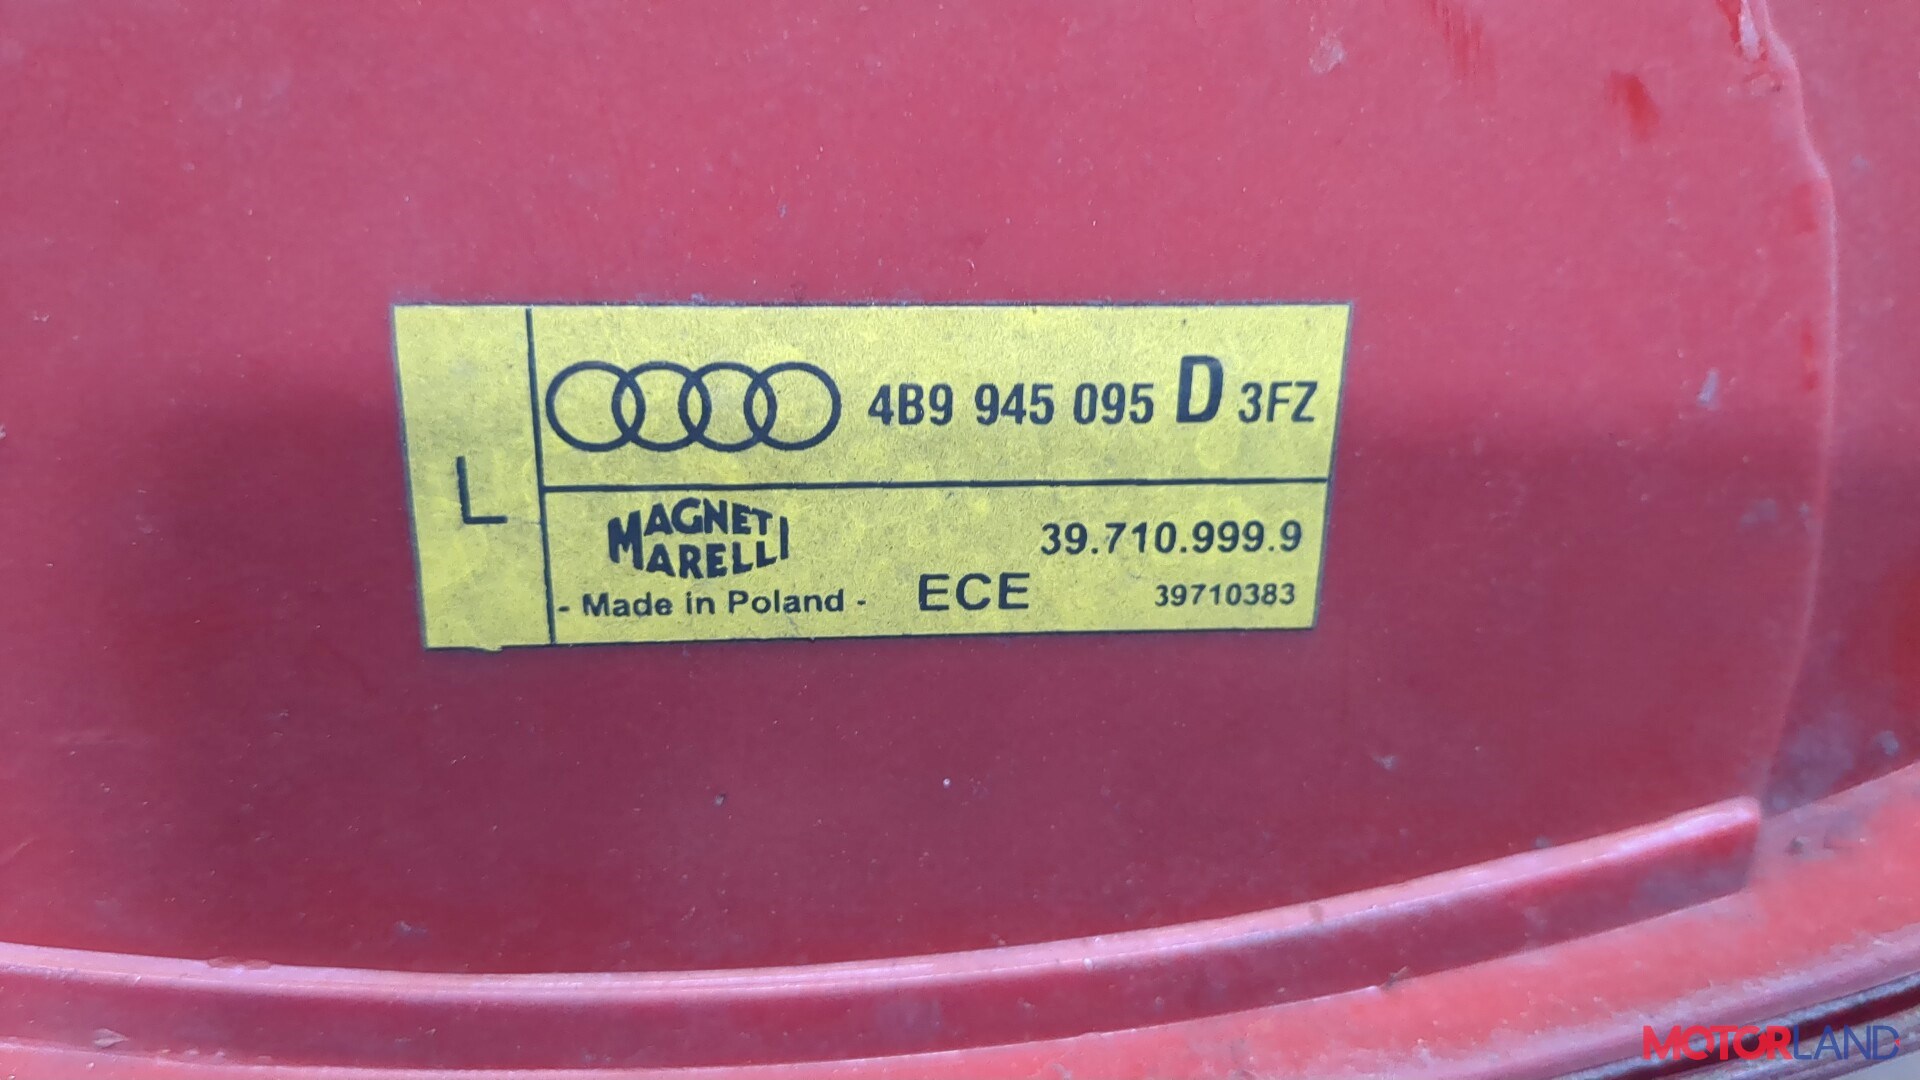 L
4B9 945 095 D 3FZ
MAGNETI
MARELLI
39.710.999.9
- Made in Poland -
ECE
39710383
MOTORLAND